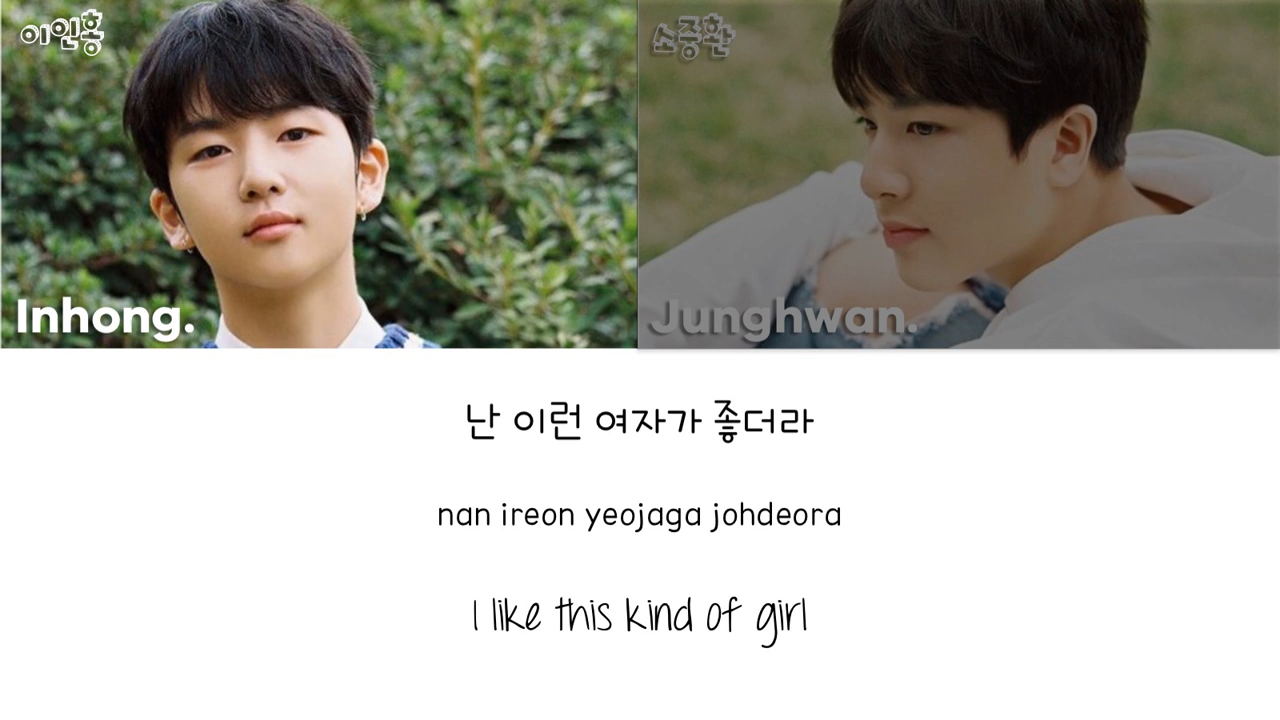 이인홍
소중환
Inhong.
Junghwan.
난 이런 여자가 좋더라
nan ireon yeojaga johdeora
I like this kind of girl